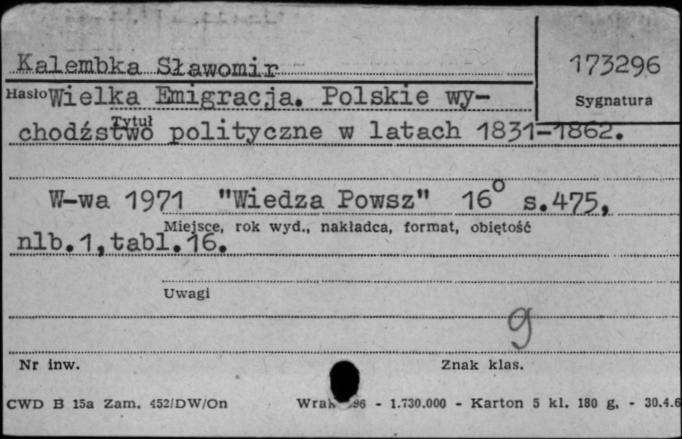 Kalembka Sławomir
173296
Hasło Wielka Emigracja. Polskie wy-
Sygnatura
Tytuł
chodźstwo polityczne w latach 1831-1862.
W-wa 1971 "Wiedza Powsz" 16° s.475,
Miejsce, rok wyd., nakładca, format, objętość
nlb.1,tabl.16.
Uwagi
9
Nr inw.
Znak klas.
CWD B 15a Zam. 452/DW/On
- 1.730.000 - Karton 5 kl. 180 g, - 30.4.6